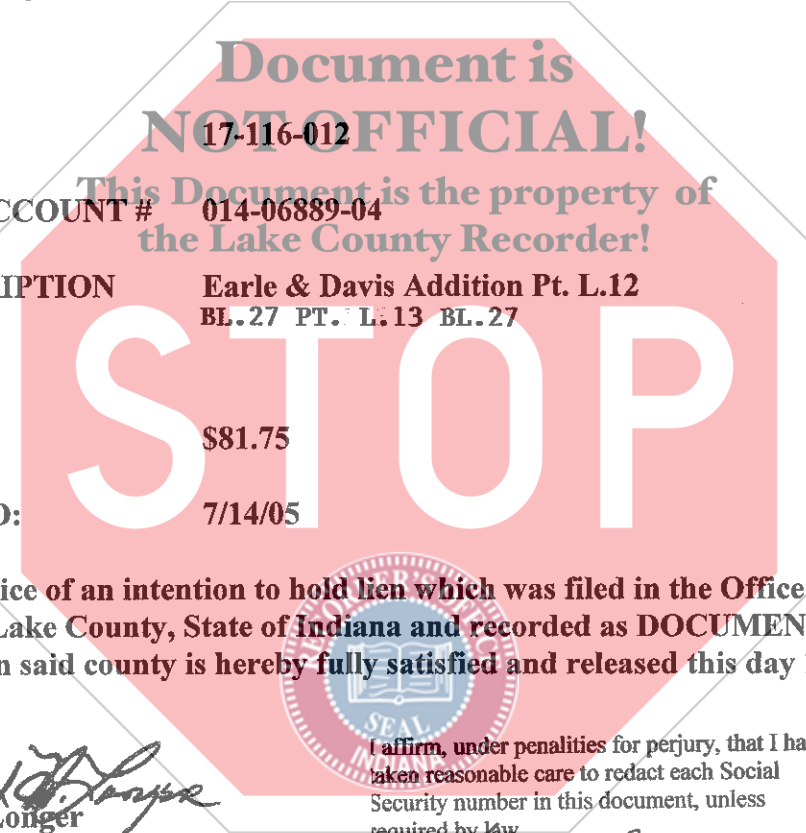 Document is
NOT OFFICIAL!
17-116-012
This Document is the property of
CCOUNT # 014-06889-04
the Lake County Recorder!
IPTION Earle & Davis Addition Pt. L.12
BL.27 PT. L.13 BL.27
STOP
$81.75
D: 7/14/05
ice of an intention to hold lien which was filed in the Office
Lake County, State of Indiana and recorded as DOCUMEN
n said county is hereby fully satisfied and released this day
SEAL
INDIANA
I affirm, under penalities for perjury, that I ha
taken reasonable care to redact each Social
Security number in this document, unless
required by law
Longer